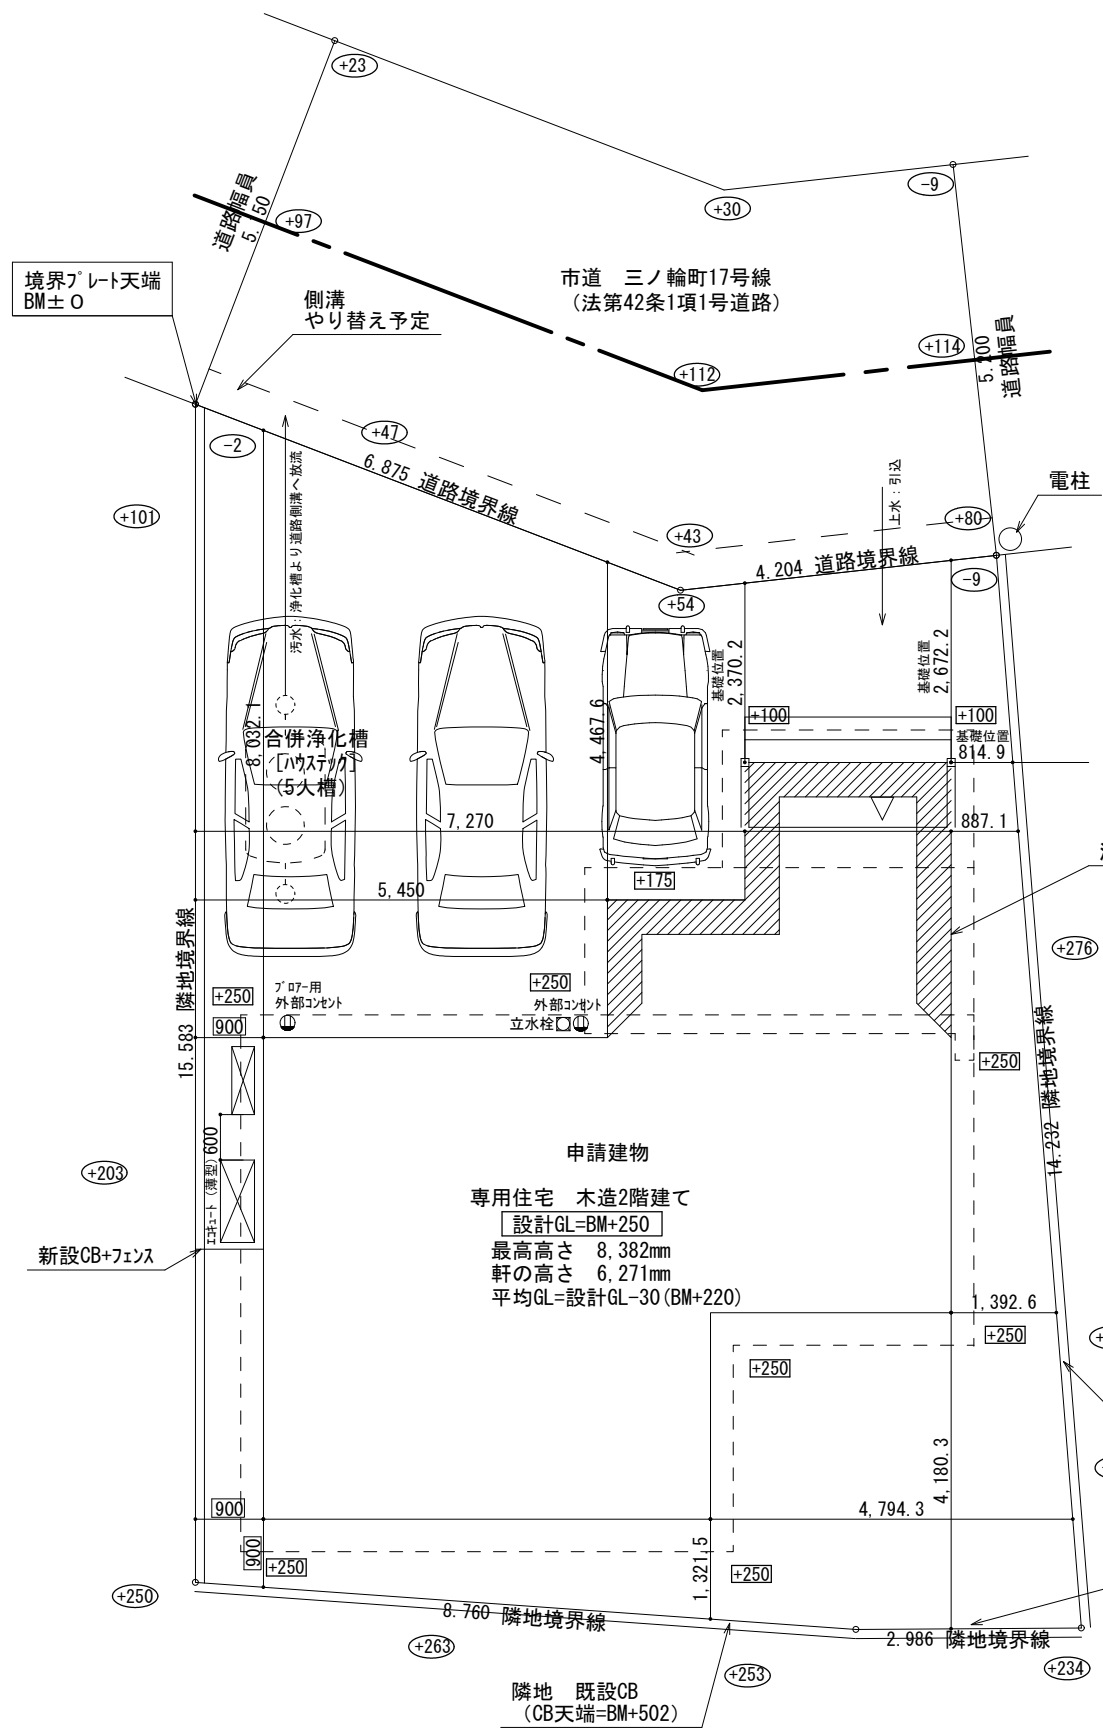 +23
道路幅員
5.150
+97
+30
-9
市道　三ノ輪町17号線
（法第42条1項1号道路）
境界プレート天端
BM±0
側溝
やり替え予定
+112
+114
5.200
道路幅員
-2
+47
6.875 道路境界線
汚水：浄化槽より道路側溝へ放流
上水：引込
電柱
+101
+43
+80
4.204 道路境界線
-9
+54
基礎位置
2,370.2
基礎位置
2,672.2
+100
+100
基礎位置
814.9
8,032.1
合併浄化槽
[ハウステック]
（5人槽）
4,467.6
7,270
887.1
+175
5,450
+276
15.583 隣地境界線
+250
ブロアー用
外部コンセント
+250
外部コンセント
立水栓
900
+250
14.232 隣地境界線
600
エコキュート（薄型）
+203
申請建物
専用住宅　木造2階建て
設計GL=BM+250
最高高さ　8,382mm
軒の高さ　6,271mm
平均GL=設計GL-30(BM+220)
新設CB+フェンス
1,392.6
+250
+250
4,180.3
900
4,794.3
900
+250
1,321.5
+250
+250
8.760 隣地境界線
+263
2.986 隣地境界線
+253
+234
隣地　既設CB
（CB天端=BM+502）